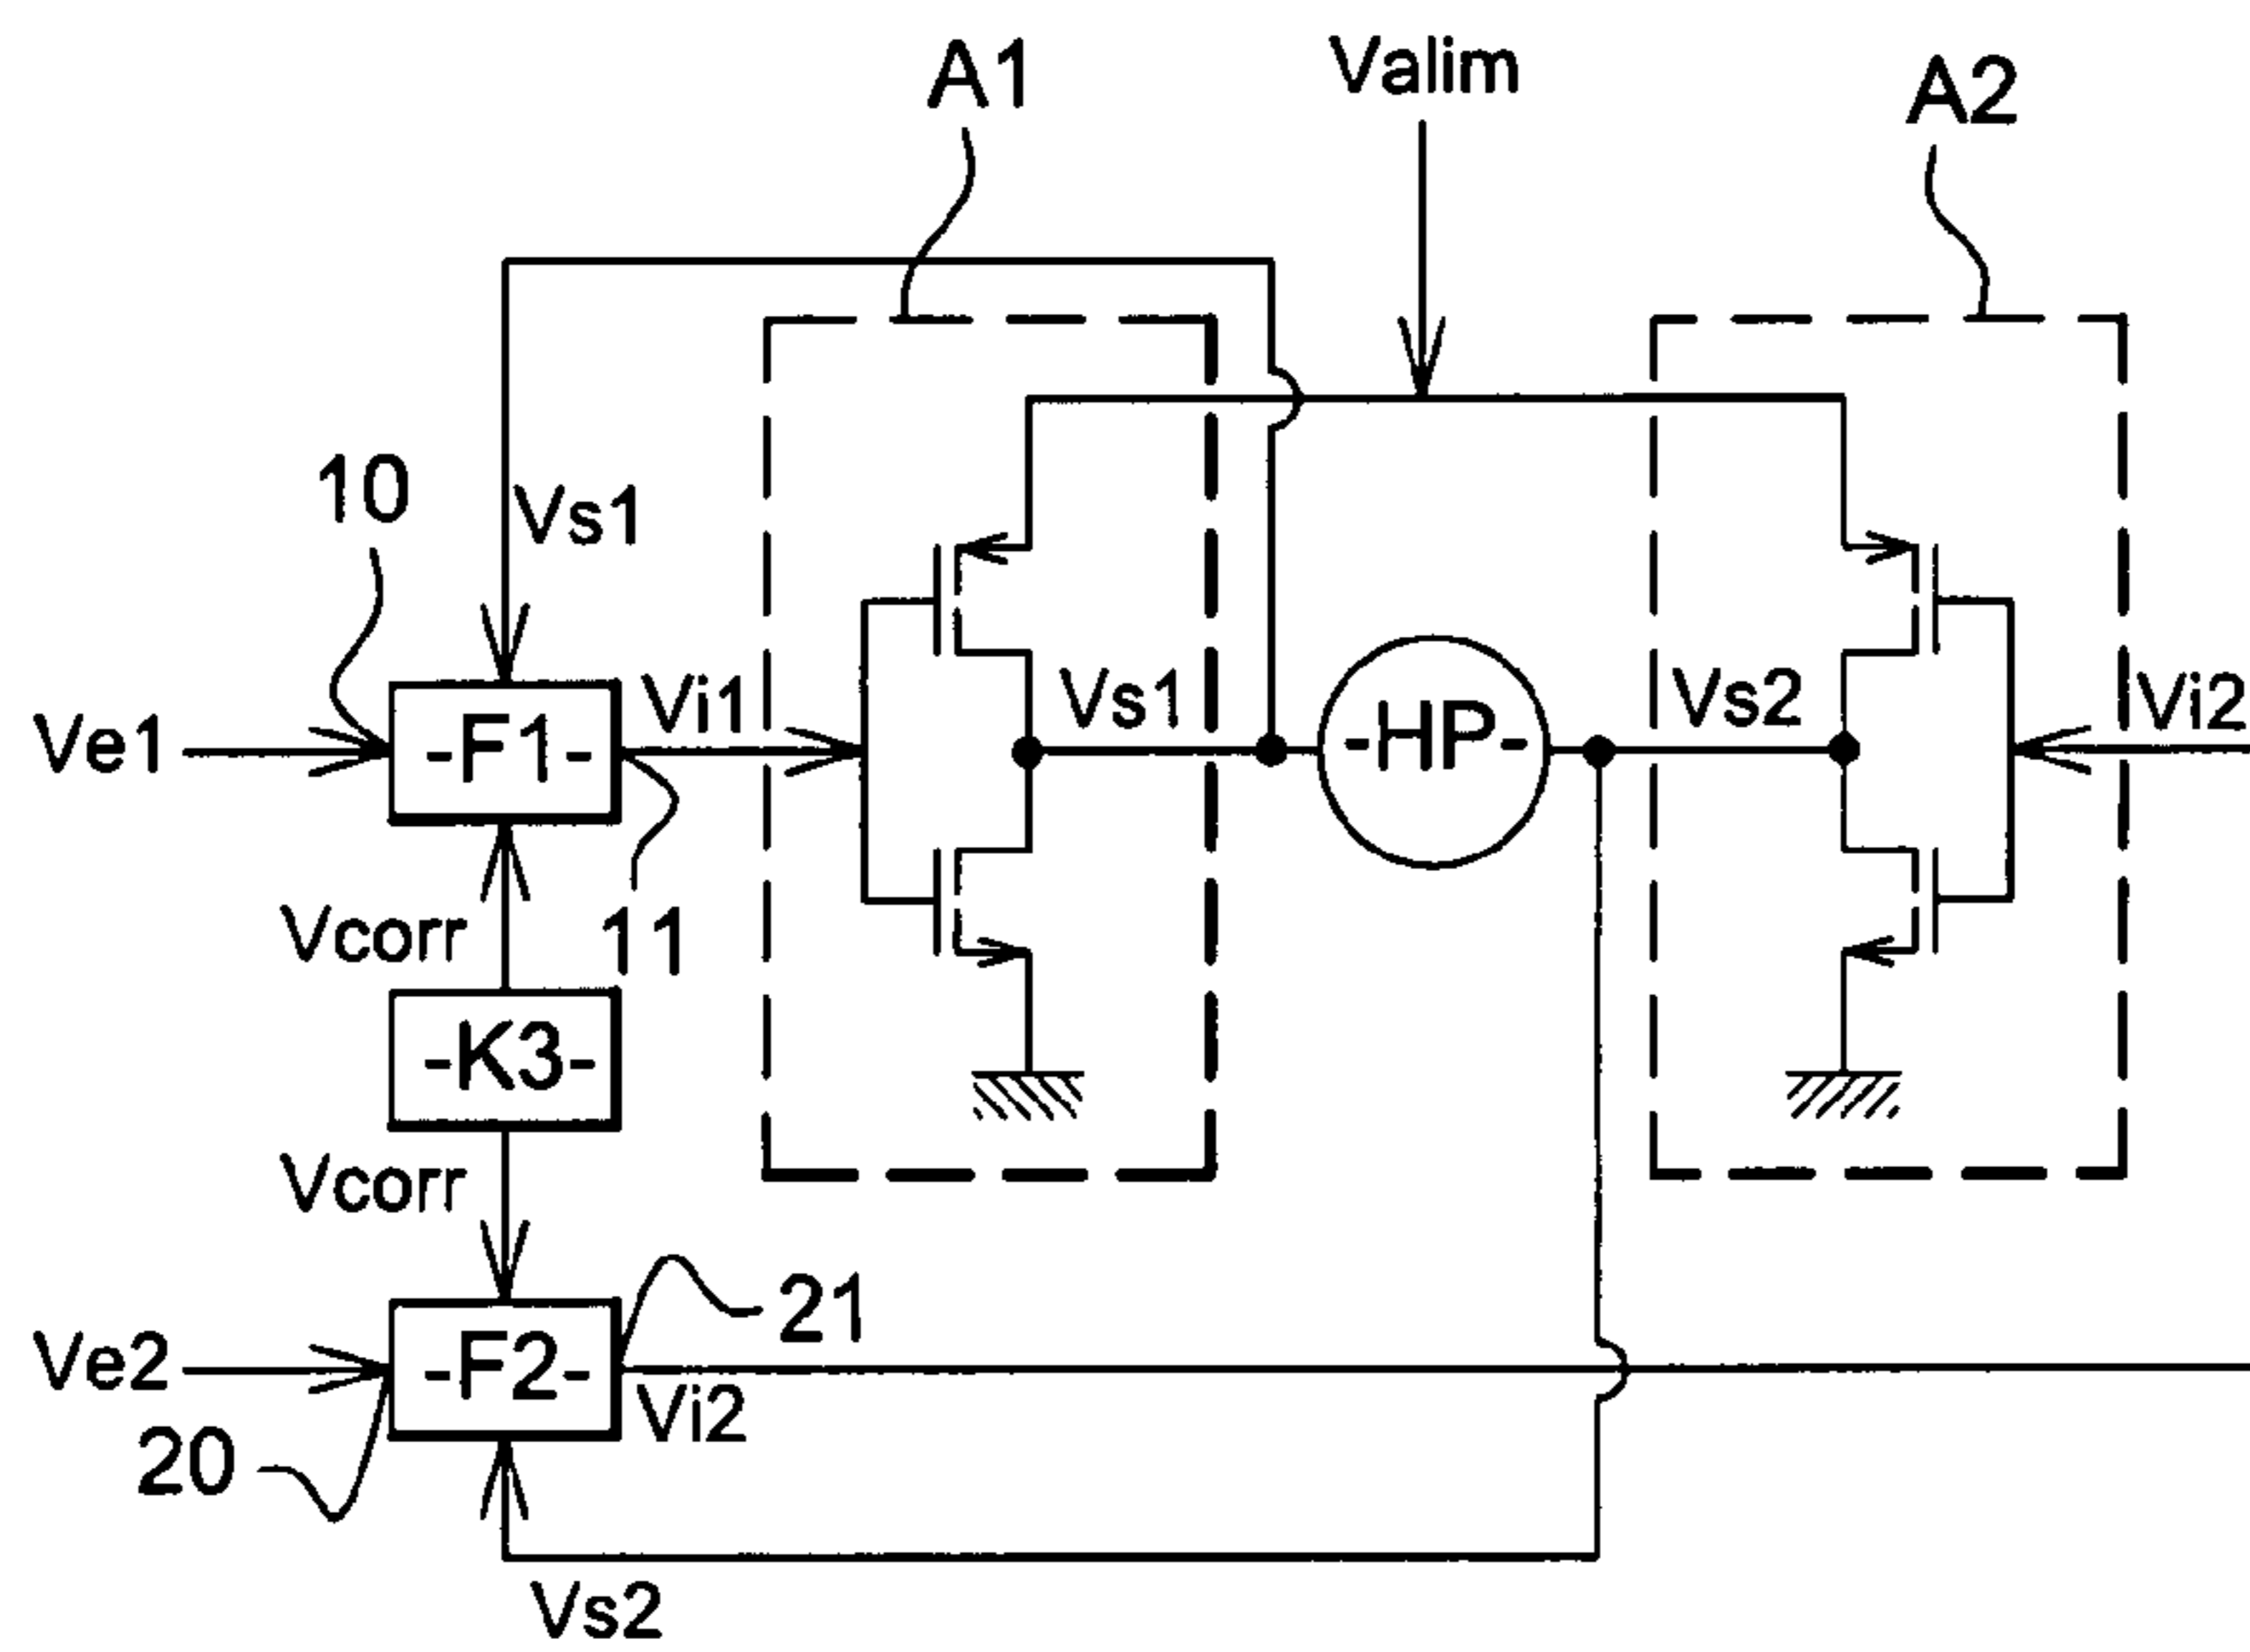 A1
Valim
A2
10
Vs1
Ve1
-F1-
Vi1
Vs1
-HP-
Vs2
Vi2
Vcorr
11
-K3-
Vcorr
21
Ve2
-F2-
Vi2
20
Vs2